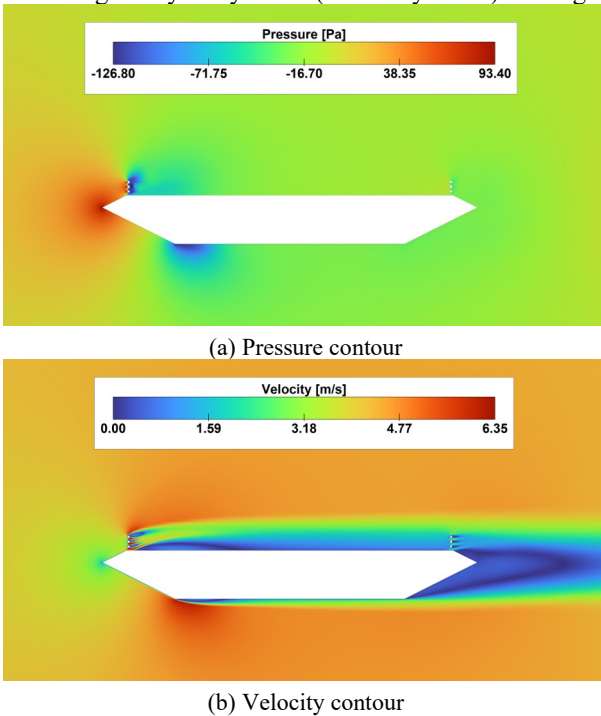 Pressure [Pa]
-126.80 -71.75 -16.70 38.35 93.40
(a) Pressure contour
Velocity [m/s]
0.00 1.59 3.18 4.77 6.35
(b) Velocity contour